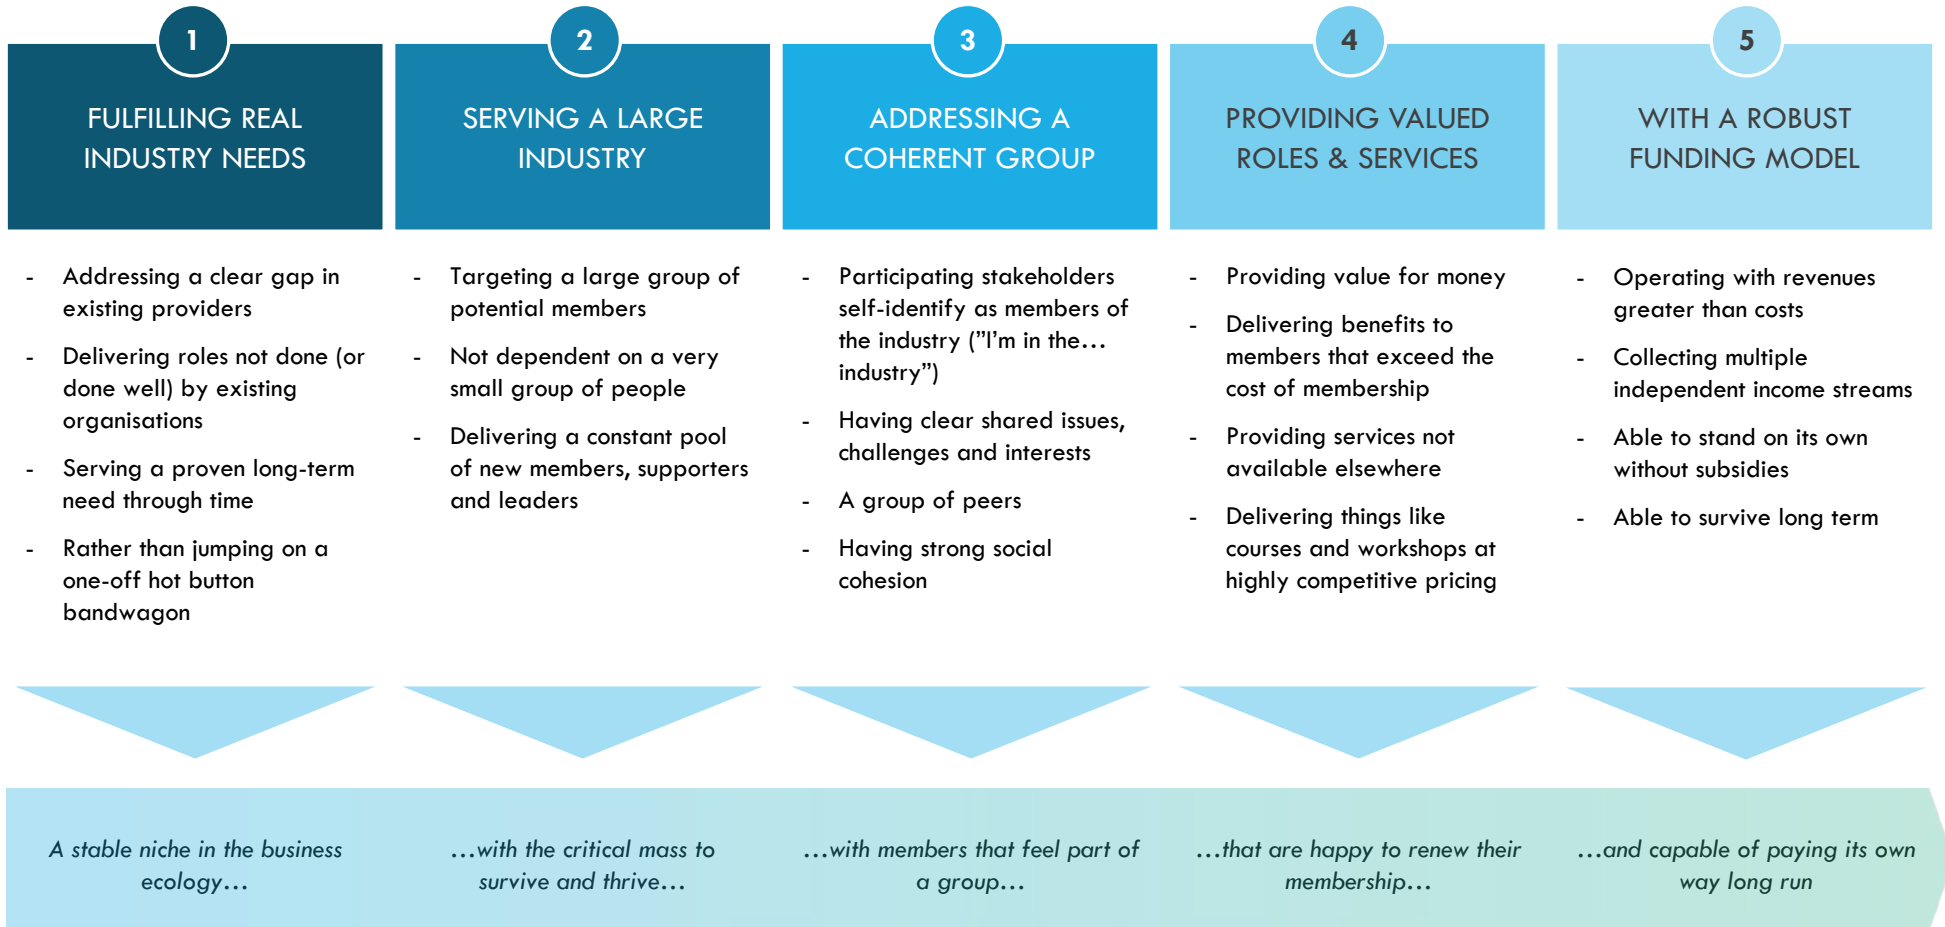 1
FULFILLING REAL
INDUSTRY NEEDS
- Addressing a clear gap in
existing providers
- Delivering roles not done (or
done well) by existing
organisations
- Serving a proven long-term
need through time
- Rather than jumping on a
one-off hot button
bandwagon
A stable niche in the business
ecology…
2
SERVING A LARGE
INDUSTRY
- Targeting a large group of
potential members
- Not dependent on a very
small group of people
- Delivering a constant pool
of new members, supporters
and leaders
…with the critical mass to
survive and thrive…
3
ADDRESSING A
COHERENT GROUP
- Participating stakeholders
self-identify as members of
the industry (”I’m in the…
industry”)
- Having clear shared issues,
challenges and interests
- A group of peers
- Having strong social
cohesion
…with members that feel part of
a group…
4
PROVIDING VALUED
ROLES & SERVICES
- Providing value for money
- Delivering benefits to
members that exceed the
cost of membership
- Providing services not
available elsewhere
- Delivering things like
courses and workshops at
highly competitive pricing
…that are happy to renew their
membership…
5
WITH A ROBUST
FUNDING MODEL
- Operating with revenues
greater than costs
- Collecting multiple
independent income streams
- Able to stand on its own
without subsidies
- Able to survive long term
…and capable of paying its own
way long run